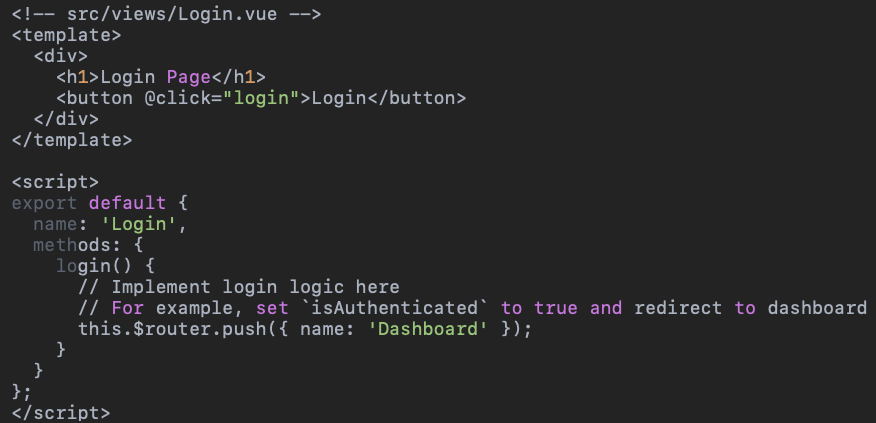 <!-- src/views/Login.vue -->
<template>
  <div>
    <h1>Login Page</h1>
    <button @click="login">Login</button>
  </div>
</template>

<script>
export default {
  name: 'Login',
  methods: {
    login() {
      // Implement login logic here
      // For example, set `isAuthenticated` to true and redirect to dashboard
      this.$router.push({ name: 'Dashboard' });
    }
  }
};
</script>